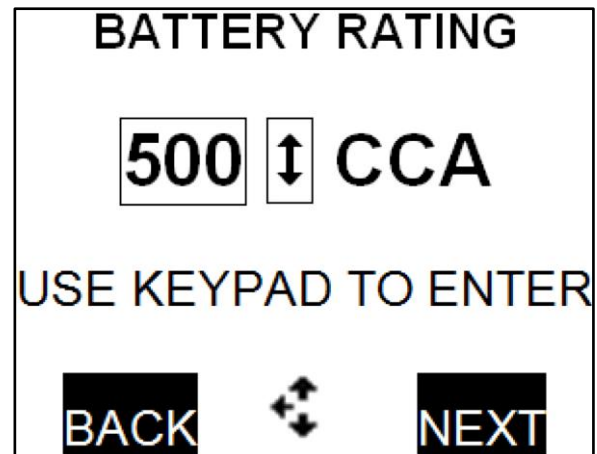 BATTERY RATING
500 CCA
USE KEYPAD TO ENTER
BACK NEXT